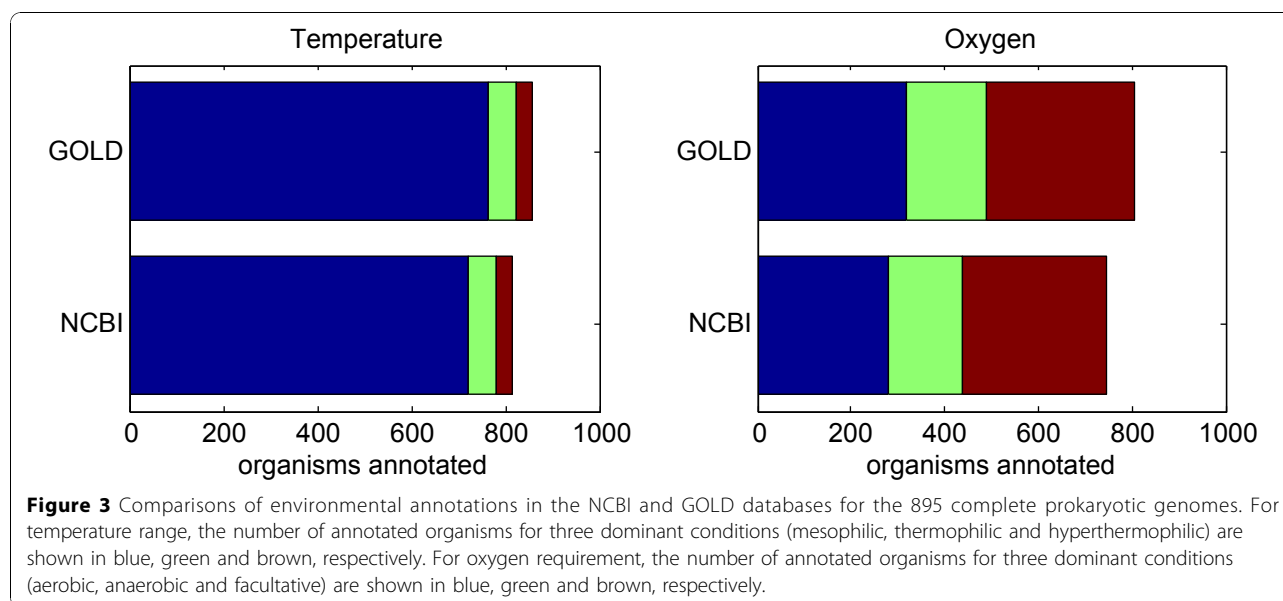 Temperature
GOLD
NCBI
0 200 400 600 800 1000
organisms annotated
Oxygen
GOLD
NCBI
0 200 400 600 800 1000
organisms annotated
Figure 3 Comparisons of environmental annotations in the NCBI and GOLD databases for the 895 complete prokaryotic genomes. For
temperature range, the number of annotated organisms for three dominant conditions (mesophilic, thermophilic and hyperthermophilic) are
shown in blue, green and brown, respectively. For oxygen requirement, the number of annotated organisms for three dominant conditions
(aerobic, anaerobic and facultative) are shown in blue, green and brown, respectively.